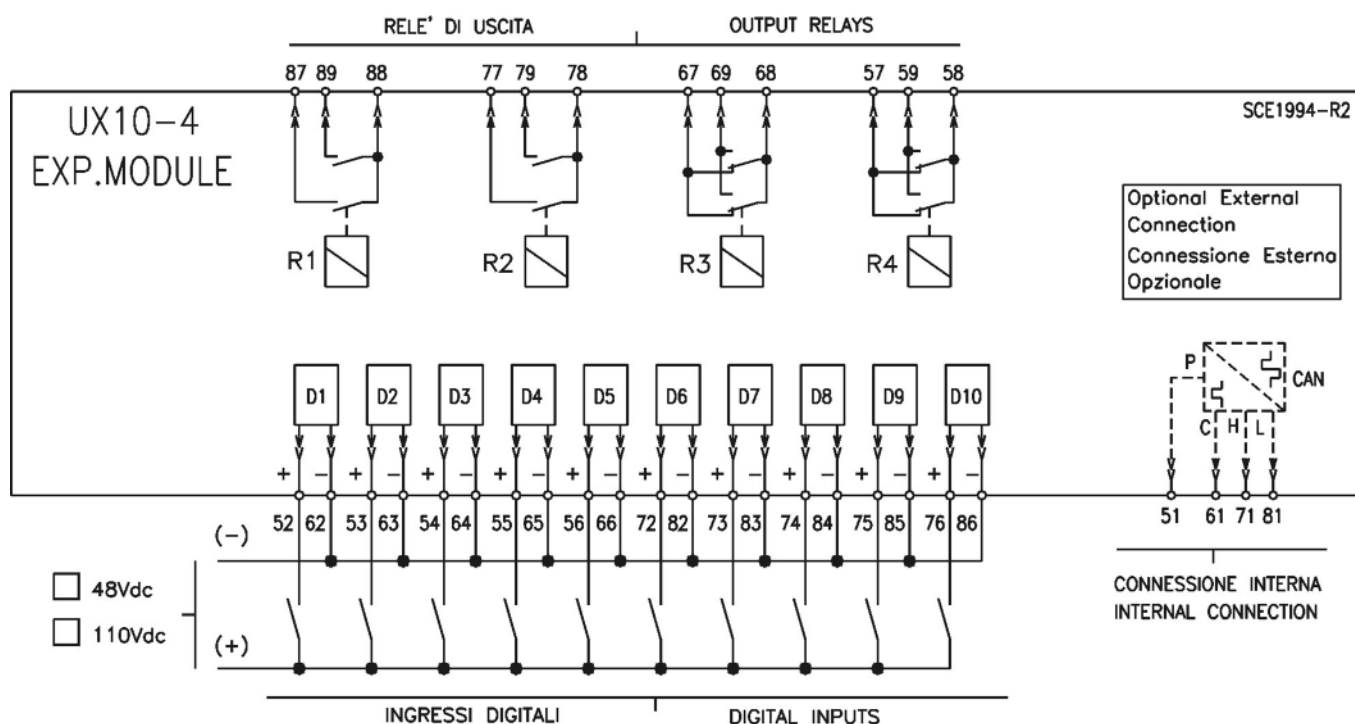 RELE' DI USCITA OUTPUT RELAYS
87 89 88 77 79 78 67 69 68 57 59 58
UX10-4
EXP.MODULE
SCE1994-R2
R1 R2 R3 R4
Optional External
Connection
Connessione Esterna
Opzionale
D1 D2 D3 D4 D5 D6 D7 D8 D9 D10
P CAN
C H L
+ − + − + − + − + − + − + − + − + − + −
52 62 53 63 54 64 55 65 56 66 72 82 73 83 74 84 75 85 76 86
51 61 71 81
(-)
48Vdc
110Vdc
(+)
CONNESSIONE INTERNA
INTERNAL CONNECTION
INGRESSI DIGITALI DIGITAL INPUTS